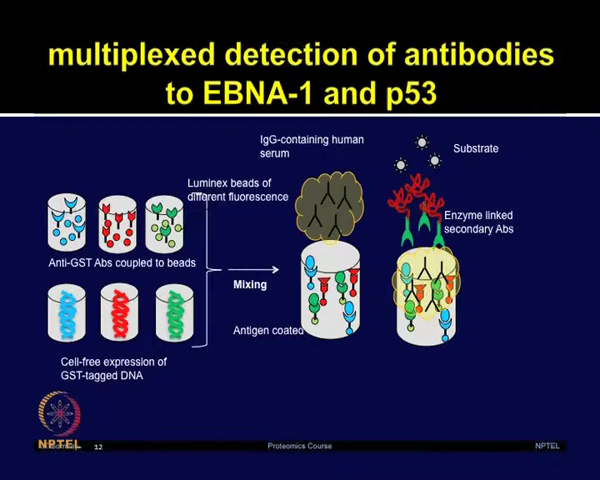 multiplexed detection of antibodies
to EBNA-1 and p53
IgG-containing human
serum
Substrate
Luminex beads of
different fluorescence
Enzyme linked
secondary Abs
Anti-GST Abs coupled to beads
Mixing
Antigen coated
Cell-free expression of
GST-tagged DNA
NPTEL
12
Proteomics Course
NPTEL